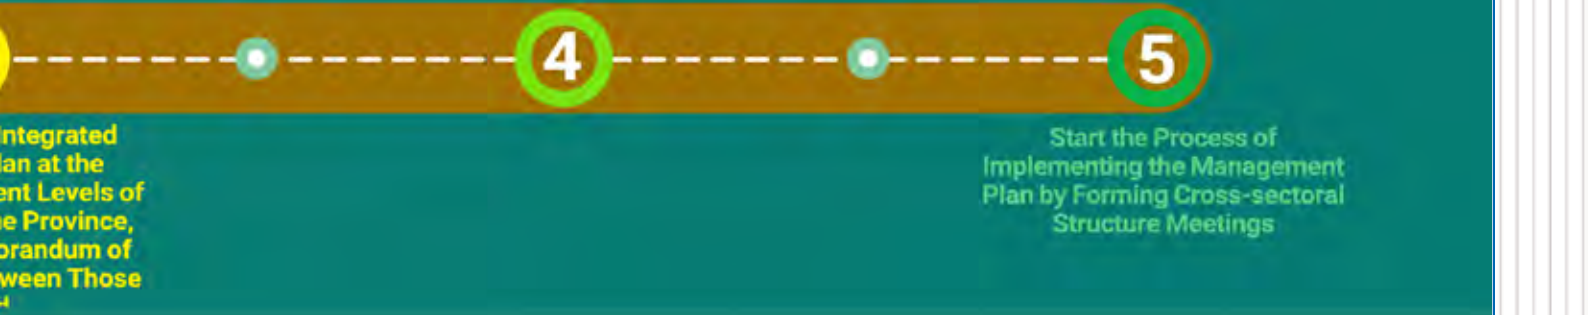 4
5
Integrated
an at the
ent Levels of
e Province,
orandum of
ween Those
Start the Process of
Implementing the Management
Plan by Forming Cross-sectoral
Structure Meetings